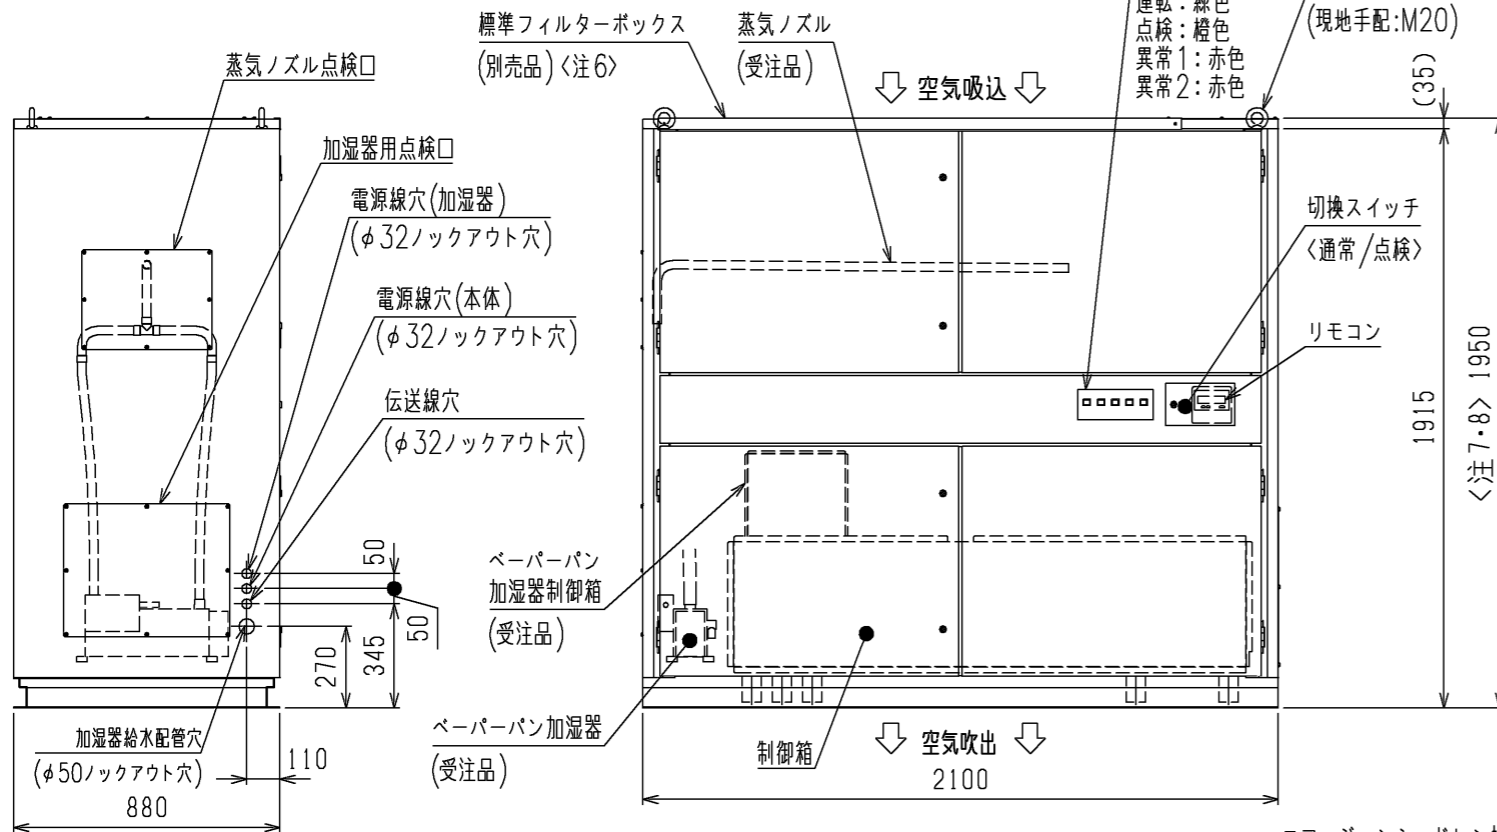 運転：緑色
点検：橙色
異常1：赤色
異常2：赤色
(現地手配:M20)
標準フィルターボックス
(別売品)〈注6〉
蒸気ノズル
(受注品)
空気吸込
(35)
蒸気ノズル点検口
加湿器用点検口
電源線穴(加湿器)
(φ32ノックアウト穴)
電源線穴(本体)
(φ32ノックアウト穴)
伝送線穴
(φ32ノックアウト穴)
切換スイッチ
〈通常/点検〉
リモコン
1915
〈注7・8〉 1950
50
50
345
270
ベーパーパン
加湿器制御箱
(受注品)
ベーパーパン加湿器
(受注品)
制御箱
空気吹出
加湿器給水配管穴
(φ50ノックアウト穴)
110
880
2100